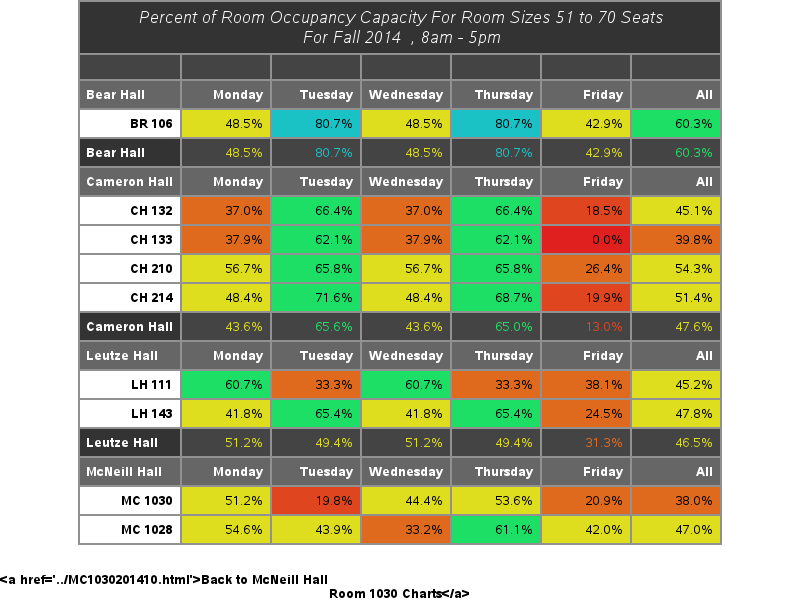 Percent of Room Occupancy Capacity For Room Sizes 51 to 70 Seats
For Fall 2014 , 8am - 5pm
Bear Hall Monday Tuesday Wednesday Thursday Friday All
BR 106 48.5% 80.7% 48.5% 80.7% 42.9% 60.3%
Bear Hall 48.5% 80.7% 48.5% 80.7% 42.9% 60.3%
Cameron Hall Monday Tuesday Wednesday Thursday Friday All
CH 132 37.0% 66.4% 37.0% 66.4% 18.5% 45.1%
CH 133 37.9% 62.1% 37.9% 62.1% 0.0% 39.8%
CH 210 56.7% 65.8% 56.7% 65.8% 26.4% 54.3%
CH 214 48.4% 71.6% 48.4% 68.7% 19.9% 51.4%
Cameron Hall 43.6% 65.6% 43.6% 65.0% 13.0% 47.6%
Leutze Hall Monday Tuesday Wednesday Thursday Friday All
LH 111 60.7% 33.3% 60.7% 33.3% 38.1% 45.2%
LH 143 41.8% 65.4% 41.8% 65.4% 24.5% 47.8%
Leutze Hall 51.2% 49.4% 51.2% 49.4% 31.3% 46.5%
McNeill Hall Monday Tuesday Wednesday Thursday Friday All
MC 1030 51.2% 19.8% 44.4% 53.6% 20.9% 38.0%
MC 1028 54.6% 43.9% 33.2% 61.1% 42.0% 47.0%
<a href='../MC1030201410.html'>Back to McNeill Hall
Room 1030 Charts</a>